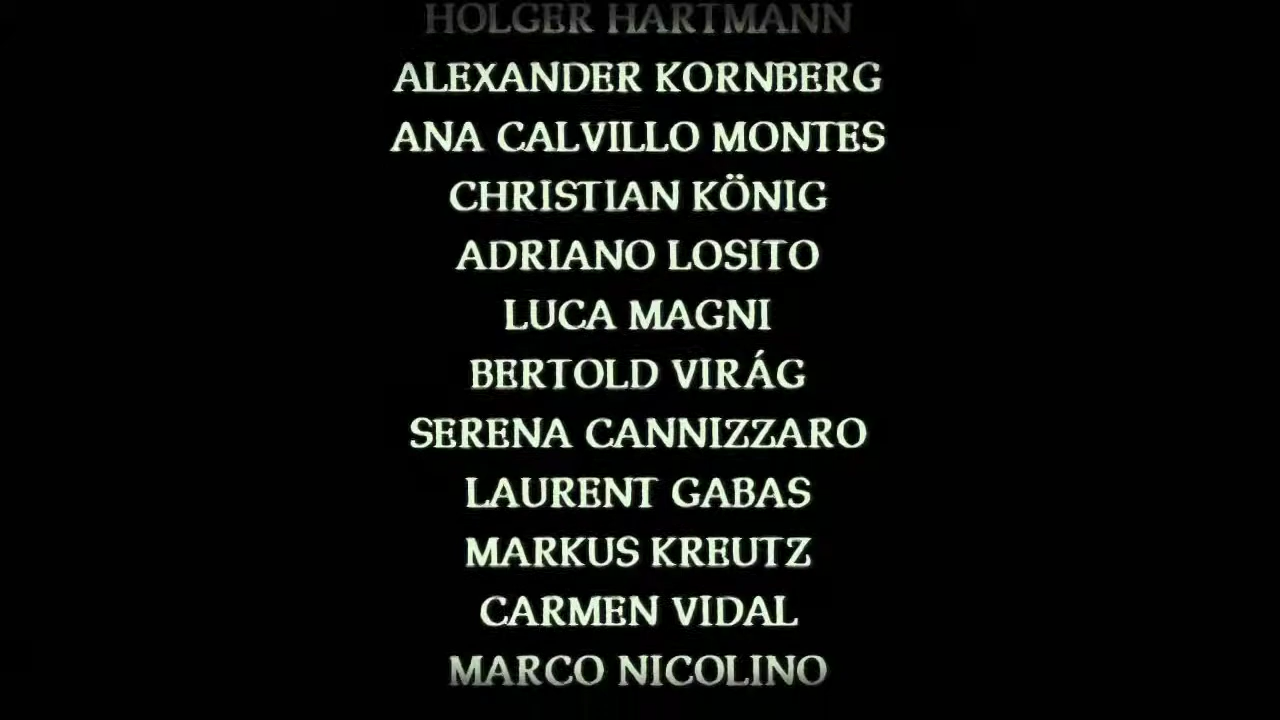 HOLGER HARTMANN
ALEXANDER KORNBERG
ANA CALVILLO MONTES
CHRISTIAN KÖNIG
ADRIANO LOSITO
LUCA MAGNI
BERTOLD VIRÁG
SERENA CANNIZZARO
LAURENT GABAS
MARKUS KREUTZ
CARMEN VIDAL
MARCO NICOLINO